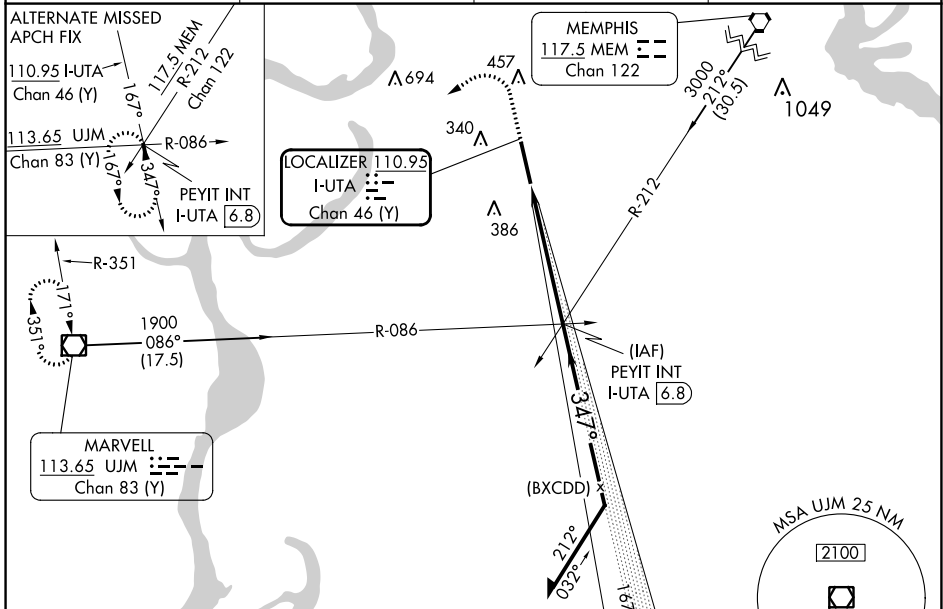 ALTERNATE MISSED
APCH FIX
110.95 I-UTA
Chan 46 (Y)
167°
117.5 MEM
R-212
Chan 122
113.65 UJM
Chan 83 (Y)
R-086
167°
347°
PEYIT INT
I-UTA 6.8
694
457
340
386
MEMPHIS
117.5 MEM
Chan 122
3000
212°
(30.5)
1049
R-212
LOCALIZER 110.95
I-UTA
Chan 46 (Y)
R-351
171°
351°
1900
086°
(17.5)
R-086
(IAF)
PEYIT INT
I-UTA 6.8
347°
MARVELL
113.65 UJM
Chan 83 (Y)
(BXCDD) x
212°
032°
167
MSA UJM 25 NM
2100